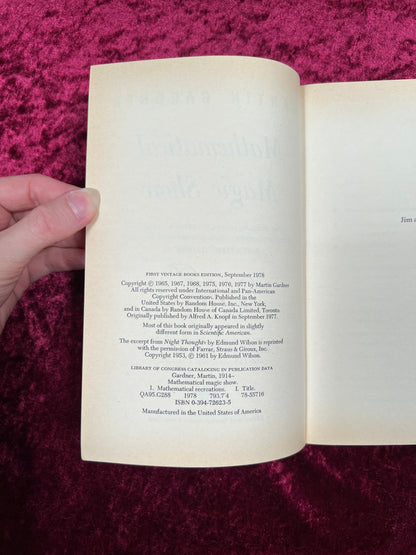 FIRST VINTAGE BOOKS EDITION, September 1978
Copyright © 1965, 1967, 1968, 1975, 1976, 1977 by Martin Gardner
All rights reserved under International and Pan-American
Copyright Conventions. Published in the
United States by Random House, Inc., New York,
and in Canada by Random House of Canada Limited, Toronto.
Originally published by Alfred A. Knopf in September 1977.
Most of this book originally appeared in slightly
different form in Scientific American.
The excerpt from Night Thoughts by Edmund Wilson is reprinted
with the permission of Farrar, Straus & Giroux, Inc.
Copyright 1953, © 1961 by Edmund Wilson.
LIBRARY OF CONGRESS CATALOGING IN PUBLICATION DATA
Gardner, Martin, 1914–
Mathematical magic show.
1. Mathematical recreations. I. Title.
QA95.G288 1978 793.7'4 78-55716
ISBN 0-394-72623-5
Manufactured in the United States of America
Jim